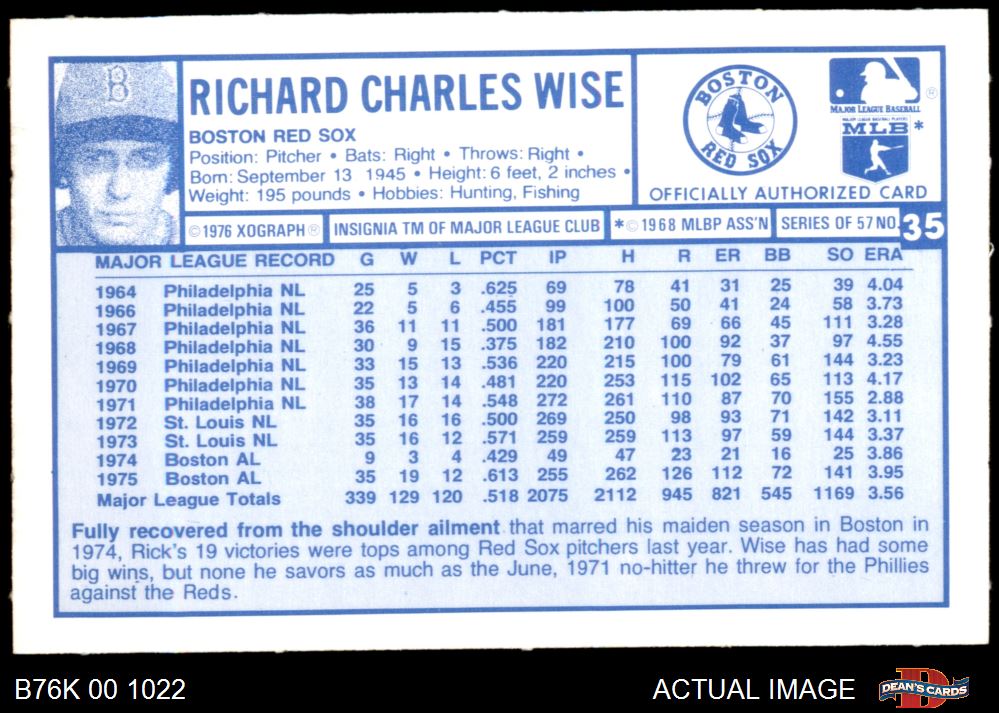 B
RICHARD CHARLES WISE
BOSTON RED SOX
Position: Pitcher • Bats: Right • Throws: Right •
Born: September 13 1945 • Height: 6 feet, 2 inches •
Weight: 195 pounds • Hobbies: Hunting, Fishing
BOSTON
RED SOX
MAJOR LEAGUE BASEBALL ®
MAJOR LEAGUE BASEBALL PLAYERS
MLB *
OFFICIALLY AUTHORIZED CARD
©1976 XOGRAPH® INSIGNIA TM OF MAJOR LEAGUE CLUB *©1968 MLBP ASS'N SERIES OF 57 NO. 35
MAJOR LEAGUE RECORD G W L PCT IP H R ER BB SO ERA
1964 Philadelphia NL 25 5 3 .625 69 78 41 31 25 39 4.04
1966 Philadelphia NL 22 5 6 .455 99 100 50 41 24 58 3.73
1967 Philadelphia NL 36 11 11 .500 181 177 69 66 45 111 3.28
1968 Philadelphia NL 30 9 15 .375 182 210 100 92 37 97 4.55
1969 Philadelphia NL 33 15 13 .536 220 215 100 79 61 144 3.23
1970 Philadelphia NL 35 13 14 .481 220 253 115 102 65 113 4.17
1971 Philadelphia NL 38 17 14 .548 272 261 110 87 70 155 2.88
1972 St. Louis NL 35 16 16 .500 269 250 98 93 71 142 3.11
1973 St. Louis NL 35 16 12 .571 259 259 113 97 59 144 3.37
1974 Boston AL 9 3 4 .429 49 47 23 21 16 25 3.86
1975 Boston AL 35 19 12 .613 255 262 126 112 72 141 3.95
Major League Totals 339 129 120 .518 2075 2112 945 821 545 1169 3.56
Fully recovered from the shoulder ailment that marred his maiden season in Boston in
1974, Rick's 19 victories were tops among Red Sox pitchers last year. Wise has had some
big wins, but none he savors as much as the June, 1971 no-hitter he threw for the Phillies
against the Reds.
B76K 00 1022
ACTUAL IMAGE
D
DEAN'S CARDS